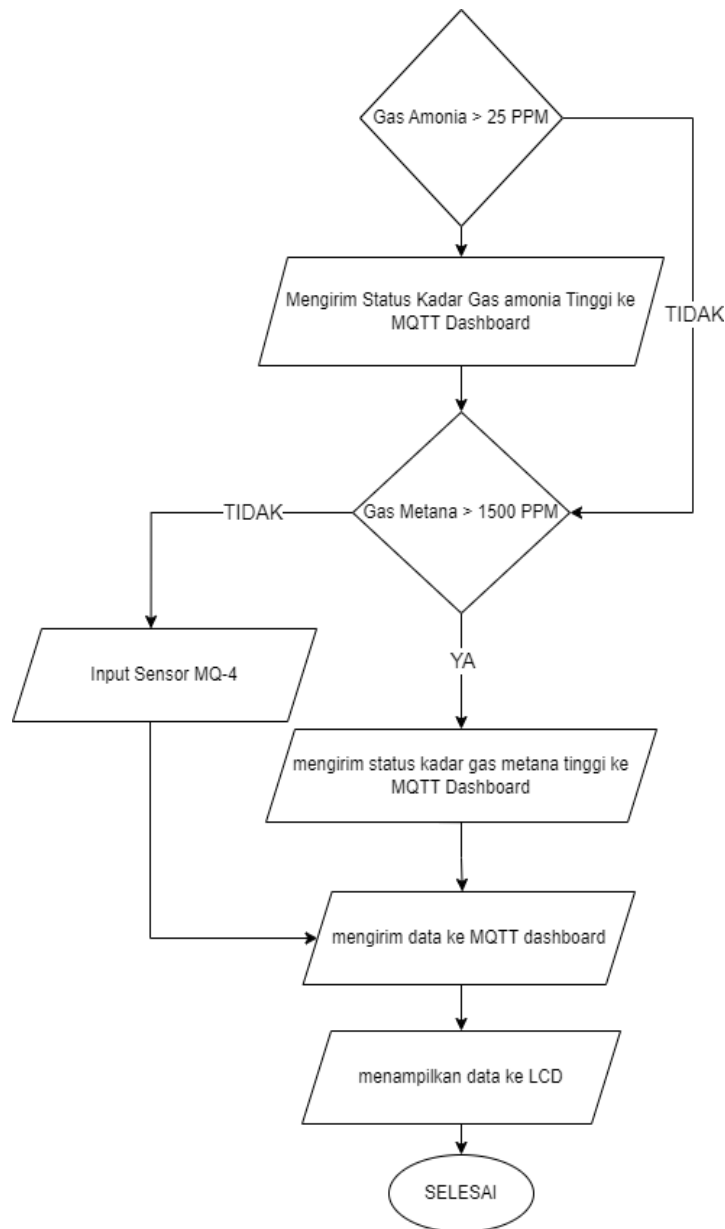 Gas Amonia > 25 PPM
Mengirim Status Kadar Gas amonia Tinggi ke
MQTT Dashboard
TIDAK
Gas Metana > 1500 PPM
TIDAK
Input Sensor MQ-4
YA
mengirim status kadar gas metana tinggi ke
MQTT Dashboard
mengirim data ke MQTT dashboard
menampilkan data ke LCD
SELESAI